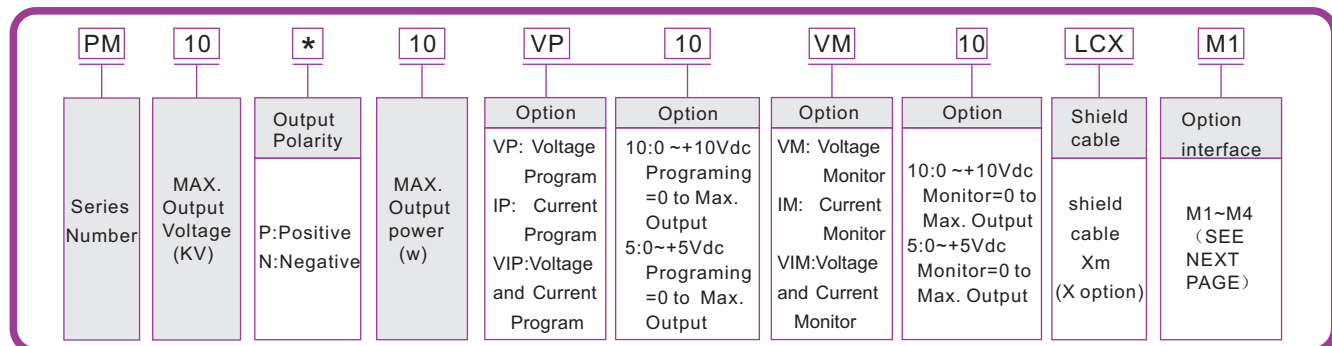 PM 10 * 10 VP 10 VM 10 LCX M1
Series
Number
MAX.
Output
Voltage
(KV)
Output
Polarity
P:Positive
N:Negative
MAX.
Output
power
(w)
Option
VP: Voltage
Program
IP: Current
Program
VIP:Voltage
and Current
Program
Option
10:0 ~+10Vdc
Programing
=0 to Max.
Output
5:0~+5Vdc
Programing
=0 to Max.
Output
Option
VM: Voltage
Monitor
IM: Current
Monitor
VIM:Voltage
and Current
Monitor
Option
10:0 ~+10Vdc
Monitor=0 to
Max. Output
5:0~+5Vdc
Monitor=0 to
Max. Output
Shield
cable
shield
cable
Xm
(X option)
Option
interface
M1~M4
（SEE
NEXT
PAGE）